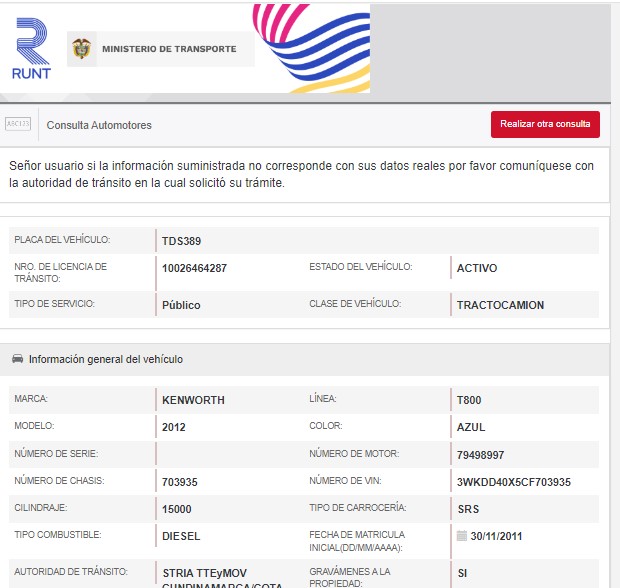 RUNT
MINISTERIO DE TRANSPORTE
ABC123
Consulta Automotores
Realizar otra consulta
Señor usuario si la información suministrada no corresponde con sus datos reales por favor comuníquese con
la autoridad de tránsito en la cual solicitó su trámite.
PLACA DEL VEHÍCULO: TDS389
NRO. DE LICENCIA DE
TRÁNSITO: 10026464287 ESTADO DEL VEHÍCULO: ACTIVO
TIPO DE SERVICIO: Público CLASE DE VEHÍCULO: TRACTOCAMION
Información general del vehículo
MARCA: KENWORTH LÍNEA: T800
MODELO: 2012 COLOR: AZUL
NÚMERO DE SERIE: NÚMERO DE MOTOR: 79498997
NÚMERO DE CHASIS: 703935 NÚMERO DE VIN: 3WKDD40X5CF703935
CILINDRAJE: 15000 TIPO DE CARROCERÍA: SRS
TIPO COMBUSTIBLE: DIESEL FECHA DE MATRICULA
INICIAL(DD/MM/AAAA): 30/11/2011
AUTORIDAD DE TRÁNSITO: STRIA TTEyMOV GRAVÁMENES A LA SI
CUNDINAMARCA/COTA PROPIEDAD: